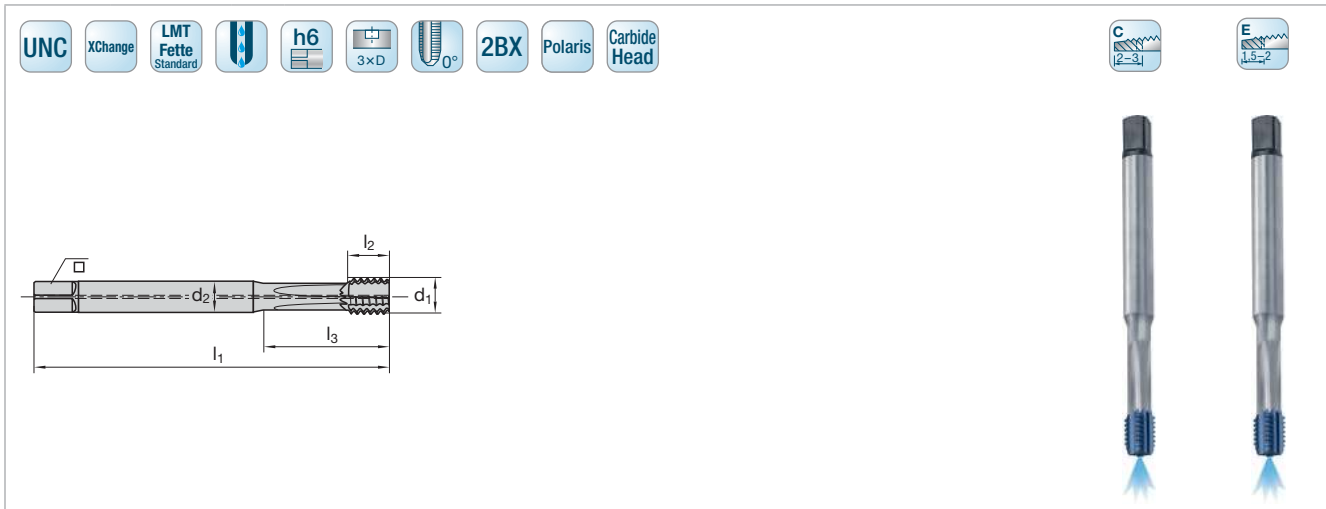 UNC
XChange
LMT
Fette
Standard
h6
3×D
0°
2BX
Polaris
Carbide
Head
C
2–3
E
1,5–2
l2
d2
d1
l3
l1